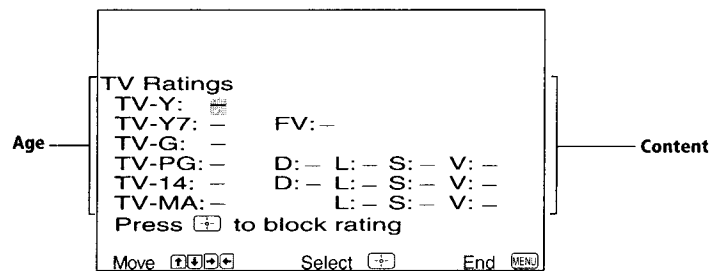 TV Ratings
TV-Y: –
TV-Y7: – FV: –
TV-G: –
TV-PG: – D: – L: – S: – V: –
TV-14: – D: – L: – S: – V: –
TV-MA: – L: – S: – V: –
Press to block rating
Move Select End MENU
Age
Content